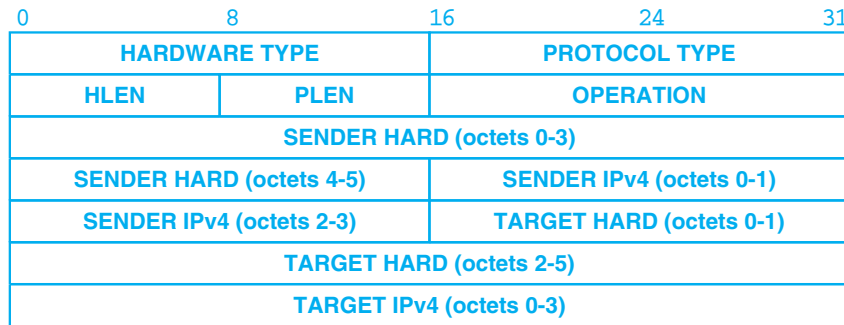 0 8 16 24 31
HARDWARE TYPE PROTOCOL TYPE
HLEN PLEN OPERATION
SENDER HARD (octets 0-3)
SENDER HARD (octets 4-5) SENDER IPv4 (octets 0-1)
SENDER IPv4 (octets 2-3) TARGET HARD (octets 0-1)
TARGET HARD (octets 2-5)
TARGET IPv4 (octets 0-3)